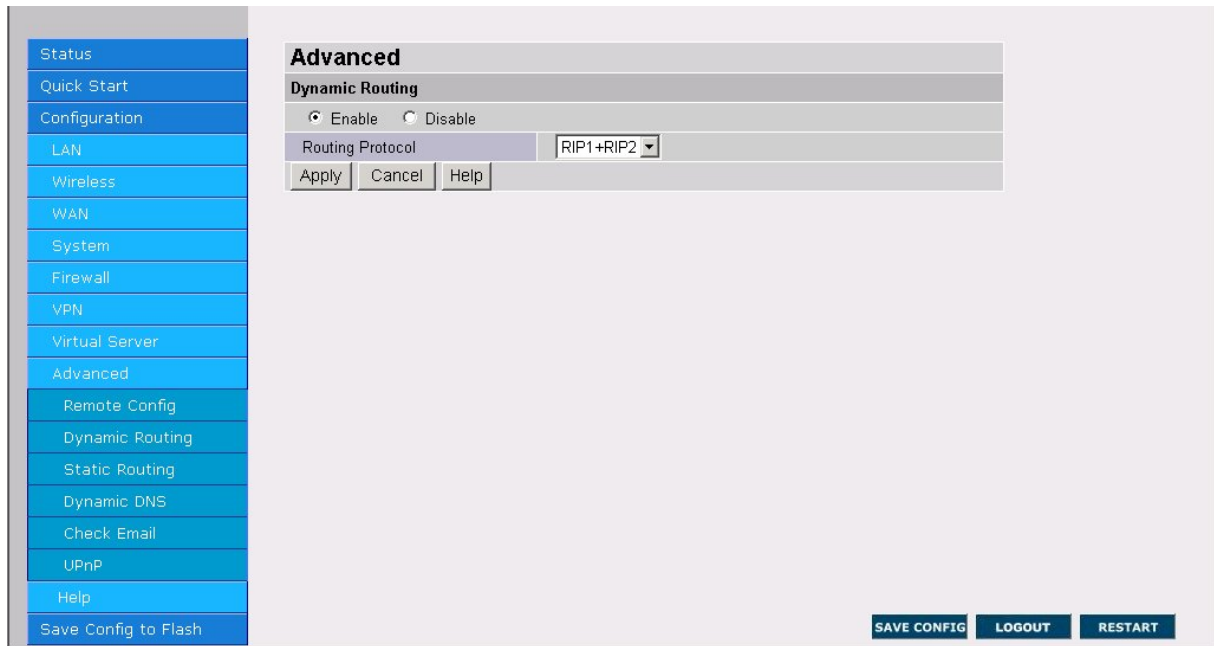 Status
Quick Start
Configuration
LAN
Wireless
WAN
System
Firewall
VPN
Virtual Server
Advanced
Remote Config
Dynamic Routing
Static Routing
Dynamic DNS
Check Email
UPnP
Help
Save Config to Flash
Advanced
Dynamic Routing
Enable Disable
Routing Protocol RIP1+RIP2
Apply Cancel Help
SAVE CONFIG LOGOUT RESTART